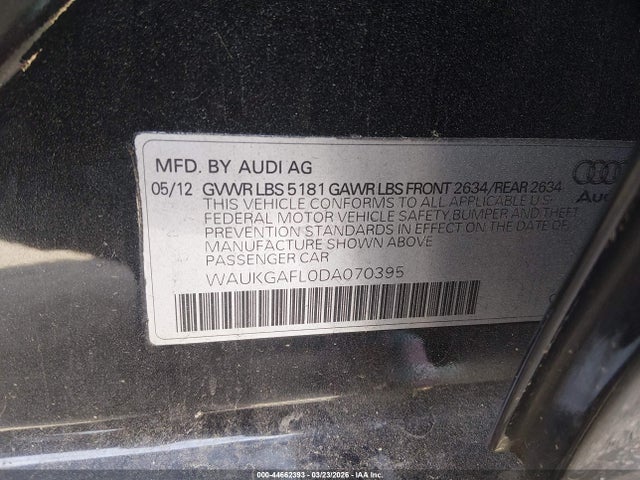 MFD. BY AUDI AG
05/12 GVWR LBS 5181 GAWR LBS FRONT 2634/REAR 2634
THIS VEHICLE CONFORMS TO ALL APPLICABLE U.S-
FEDERAL MOTOR VEHICLE SAFETY, BUMPER AND THEFT
PREVENTION STANDARDS IN EFFECT ON THE DATE OF
MANUFACTURE SHOWN ABOVE
PASSENGER CAR
WAUKGAFL0DA070395
000-44662393 - 03/23/2026 - IAA Inc.